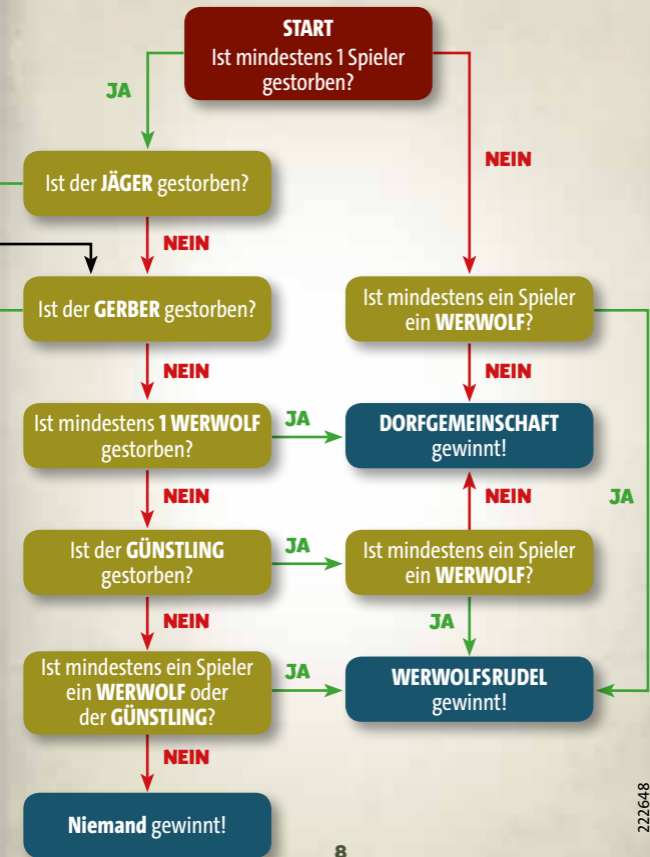 START
Ist mindestens 1 Spieler
gestorben?
JA
NEIN
Ist der JÄGER gestorben?
NEIN
Ist der GERBER gestorben?
Ist mindestens ein Spieler
ein WERWOLF?
NEIN
NEIN
Ist mindestens 1 WERWOLF
gestorben?
JA
DORFGEMEINSCHAFT
gewinnt!
NEIN
NEIN
JA
Ist der GÜNSTLING
gestorben?
JA
Ist mindestens ein Spieler
ein WERWOLF?
NEIN
JA
Ist mindestens ein Spieler
ein WERWOLF oder
der GÜNSTLING?
JA
WERWOLFSRUDEL
gewinnt!
NEIN
Niemand gewinnt!
8
222648